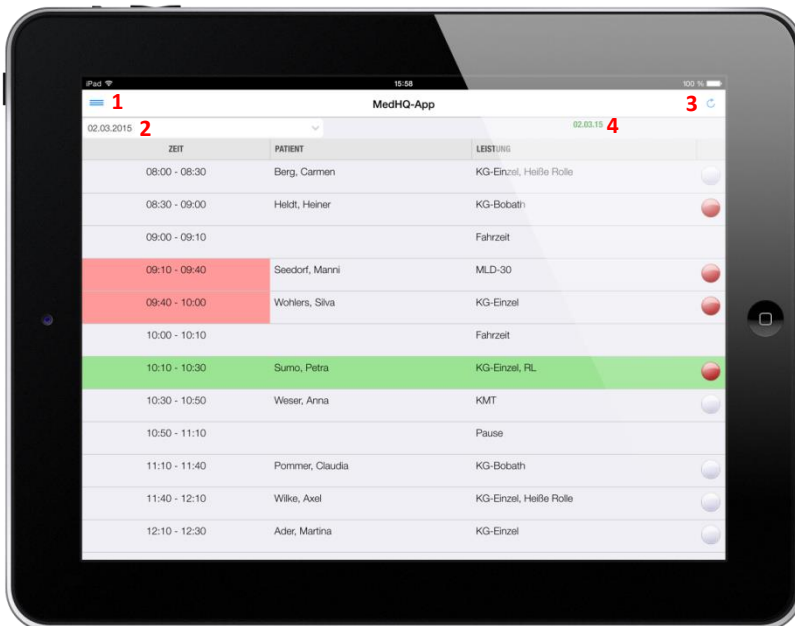 iPad 15:58 100 %
1 MedHQ-App 3
02.03.2015 2 02.03.15 4
ZEIT PATIENT LEISTUNG
08:00 - 08:30 Berg, Carmen KG-Einzel, Heiße Rolle
08:30 - 09:00 Heldt, Heiner KG-Bobath
09:00 - 09:10 Fahrzeit
09:10 - 09:40 Seedorf, Manni MLD-30
09:40 - 10:00 Wohlers, Silva KG-Einzel
10:00 - 10:10 Fahrzeit
10:10 - 10:30 Sumo, Petra KG-Einzel, RL
10:30 - 10:50 Weser, Anna KMT
10:50 - 11:10 Pause
11:10 - 11:40 Pommer, Claudia KG-Bobath
11:40 - 12:10 Wilke, Axel KG-Einzel, Heiße Rolle
12:10 - 12:30 Ader, Martina KG-Einzel